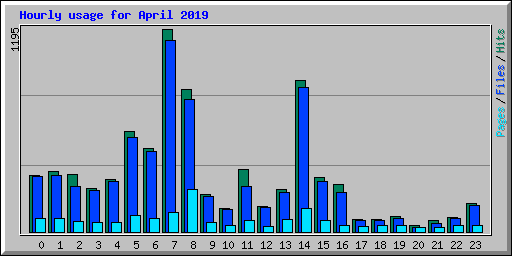 Hourly usage for April 2019
1195
Pages / Files / Hits
0 1 2 3 4 5 6 7 8 9 10 11 12 13 14 15 16 17 18 19 20 21 22 23